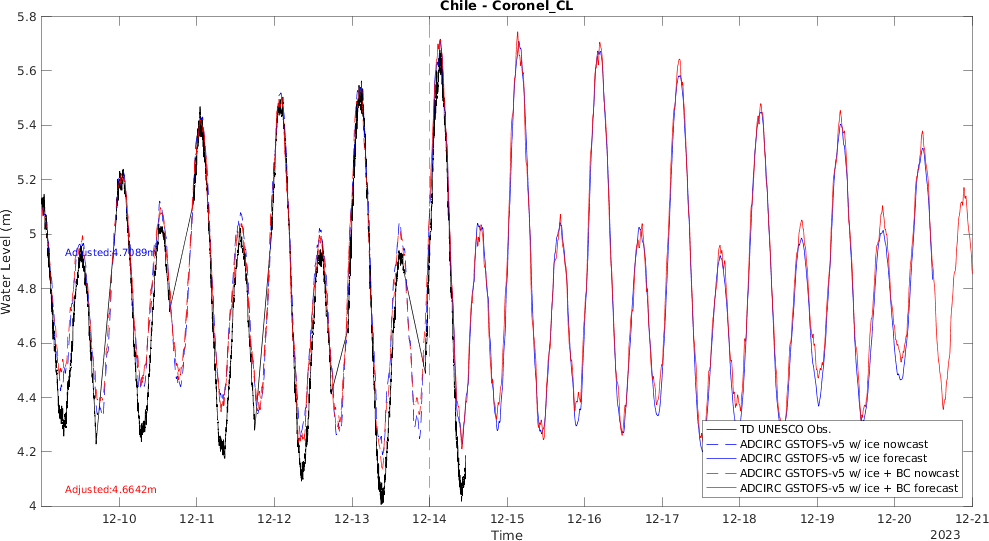 Chile - Coronel_CL
5.8
5.6
5.4
5.2
5
4.8
4.6
4.4
4.2
4
Water Level (m)
Adjusted:4.7089m
Adjusted:4.6642m
TD UNESCO Obs.
ADCIRC GSTOFS-v5 w/ ice nowcast
ADCIRC GSTOFS-v5 w/ ice forecast
ADCIRC GSTOFS-v5 w/ ice + BC nowcast
ADCIRC GSTOFS-v5 w/ ice + BC forecast
12-10 12-11 12-12 12-13 12-14 12-15 12-16 12-17 12-18 12-19 12-20 12-21
Time
2023